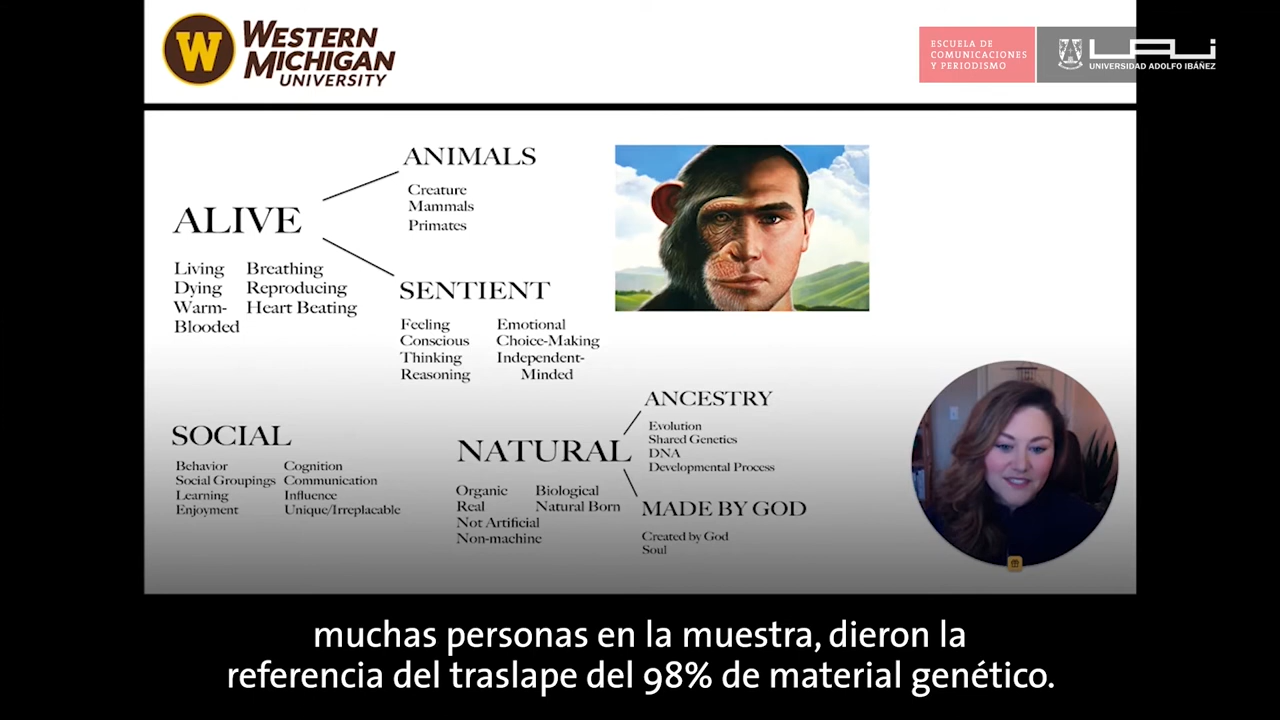 WESTERN
MICHIGAN
UNIVERSITY
W
ESCUELA DE
COMUNICACIONES
Y PERIODISMO
UAI
UNIVERSIDAD ADOLFO IBÁÑEZ
ALIVE
Living Breathing
Dying Reproducing
Warm- Heart Beating
Blooded
ANIMALS
Creature
Mammals
Primates
SENTIENT
Feeling Emotional
Conscious Choice-Making
Thinking Independent-
Reasoning Minded
SOCIAL
Behavior Cognition
Social Groupings Communication
Learning Influence
Enjoyment Unique/Irreplacable
NATURAL
Organic Biological
Real Natural Born
Not Artificial
Non-machine
ANCESTRY
Evolution
Shared Genetics
DNA
Developmental Process
MADE BY GOD
Created by God
Soul
muchas personas en la muestra, dieron la
referencia del traslape del 98% de material genético.